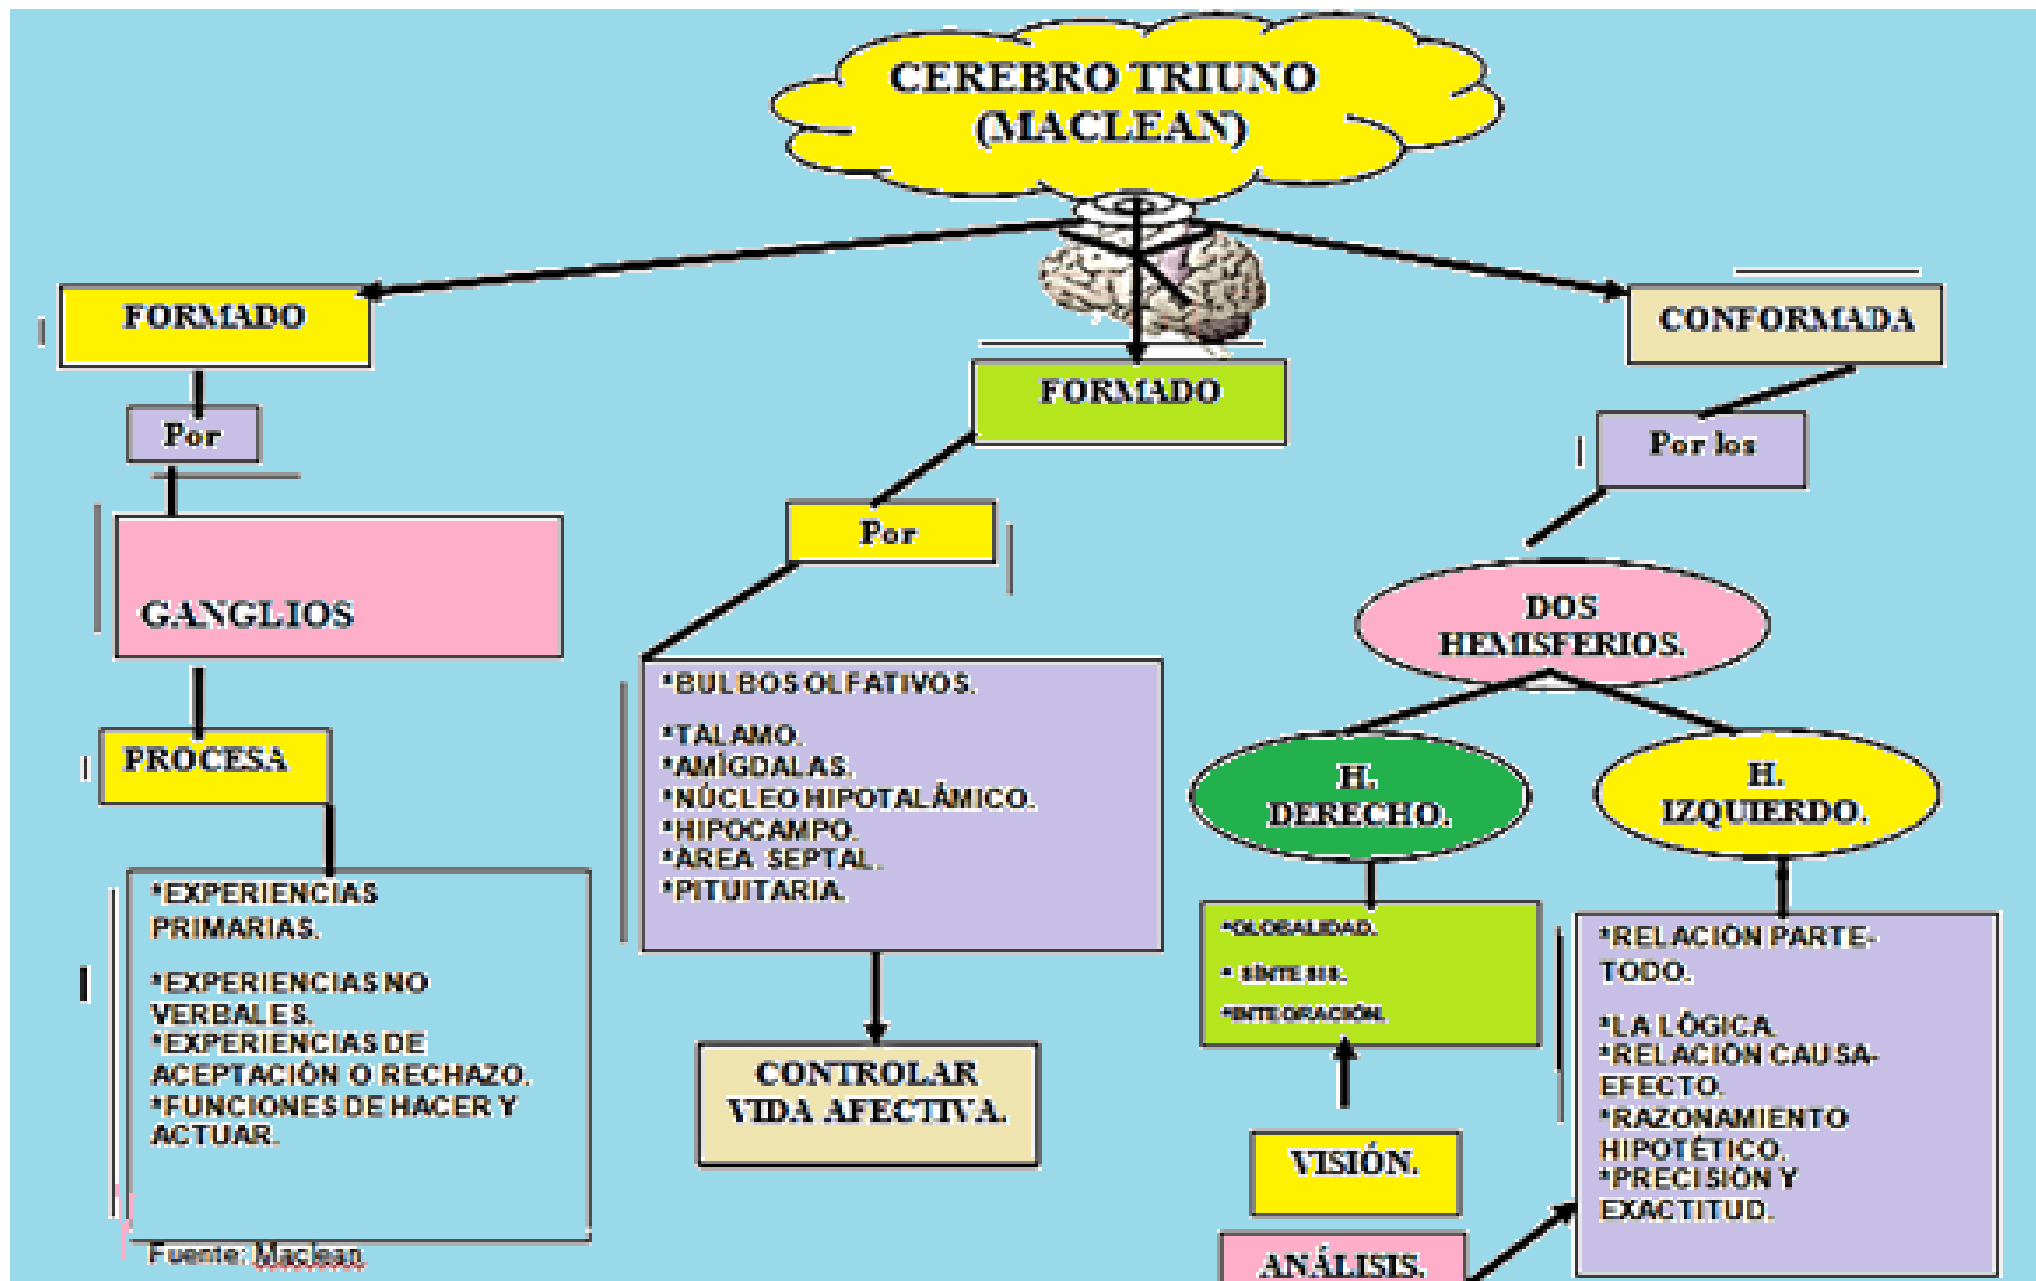 CEREBRO TRIUNO
(MACLEAN)
FORMADO
Por
GANGLIOS
PROCESA
*EXPERIENCIAS
PRIMARIAS.
*EXPERIENCIAS NO
VERBALES.
*EXPERIENCIAS DE
ACEPTACIÓN O RECHAZO.
*FUNCIONES DE HACER Y
ACTUAR.
Fuente: Maclean
FORMADO
Por
*BULBOS OLFATIVOS.
*TÁLAMO.
*AMÍGDALAS.
*NÚCLEO HIPOTALÁMICO.
*HIPOCAMPO.
*ÁREA SEPTAL.
*PITUITARIA.
CONTROLAR
VIDA AFECTIVA.
CONFORMADA
Por los
DOS
HEMISFERIOS.
H.
DERECHO.
*GLOBALIDAD.
* SÍNTESIS.
*INTEGRACIÓN.
VISIÓN.
ANÁLISIS.
H.
IZQUIERDO.
*RELACIÓN PARTE-
TODO.
*LA LÓGICA.
*RELACIÓN CAUSA-
EFECTO.
*RAZONAMIENTO
HIPOTÉTICO.
*PRECISIÓN Y
EXACTITUD.